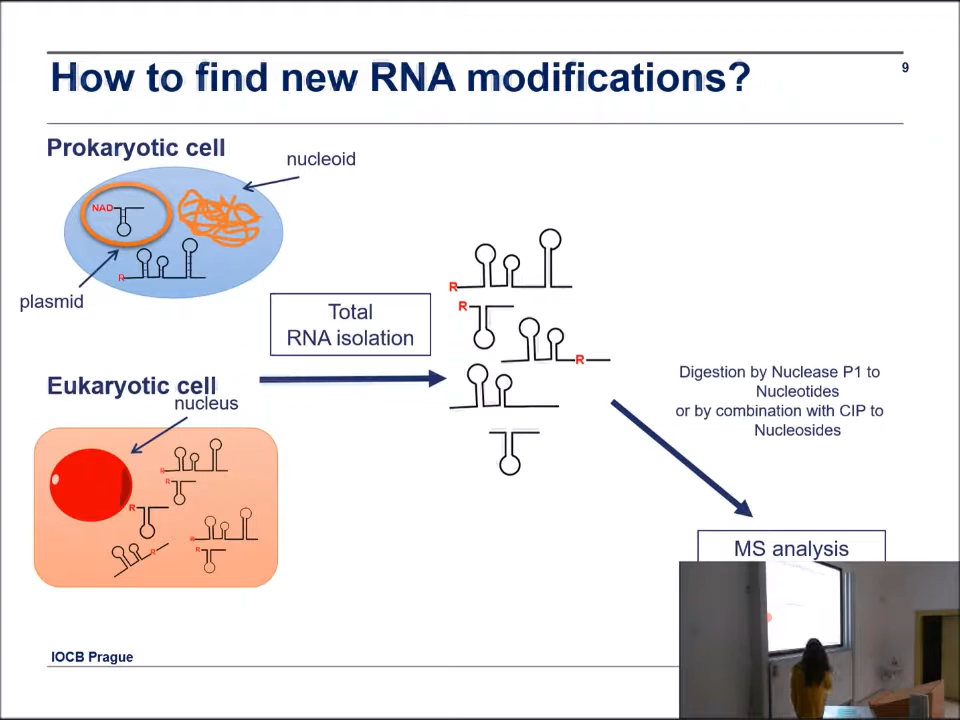 How to find new RNA modifications?
9
Prokaryotic cell
nucleoid
NAD
R
plasmid
Total
RNA isolation
R
R
R
Eukaryotic cell
nucleus
R
R
R
R
R
R
Digestion by Nuclease P1 to
Nucleotides
or by combination with CIP to
Nucleosides
MS analysis
IOCB Prague